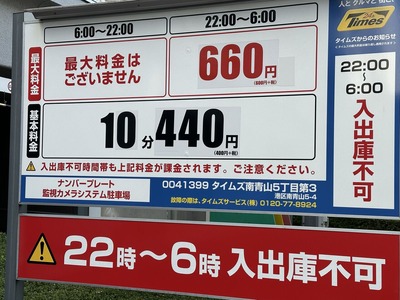 6:00~22:00
22:00~6:00
最大料金
最大料金は
ございません
660円
(600円+税)
基本料金
10分440円
(400円+税)
⚠入出庫不可時間帯も上記料金が課金されます。ご注意ください。
ナンバープレート
監視カメラシステム駐車場
0041399 タイムズ南青山5丁目第3
港区南青山5-4
故障の際は、タイムズサービス(株) 0120-77-8924
Times
タイムズからのお知らせ
22:00
~
6:00
入出庫不可
⚠22時~6時 入出庫不可